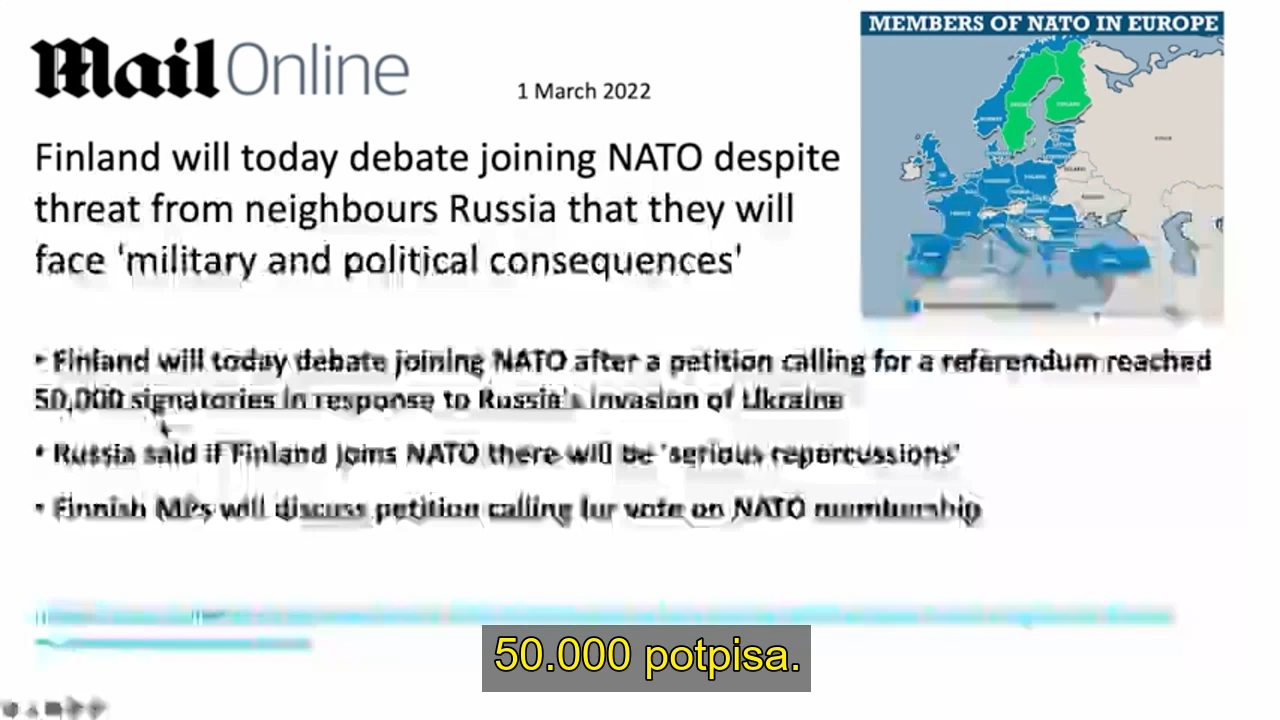 MEMBERS OF NATO IN EUROPE
Mail Online
1 March 2022
Finland will today debate joining NATO despite
threat from neighbours Russia that they will
face 'military and political consequences'
• Finland will today debate joining NATO after a petition calling for a referendum reached
50,000 signatories in response to Russia's invasion of Ukraine
• Russia said if Finland joins NATO there will be 'serious repercussions'
• Finnish MPs will discuss petition calling for vote on NATO membership
50.000 potpisa.